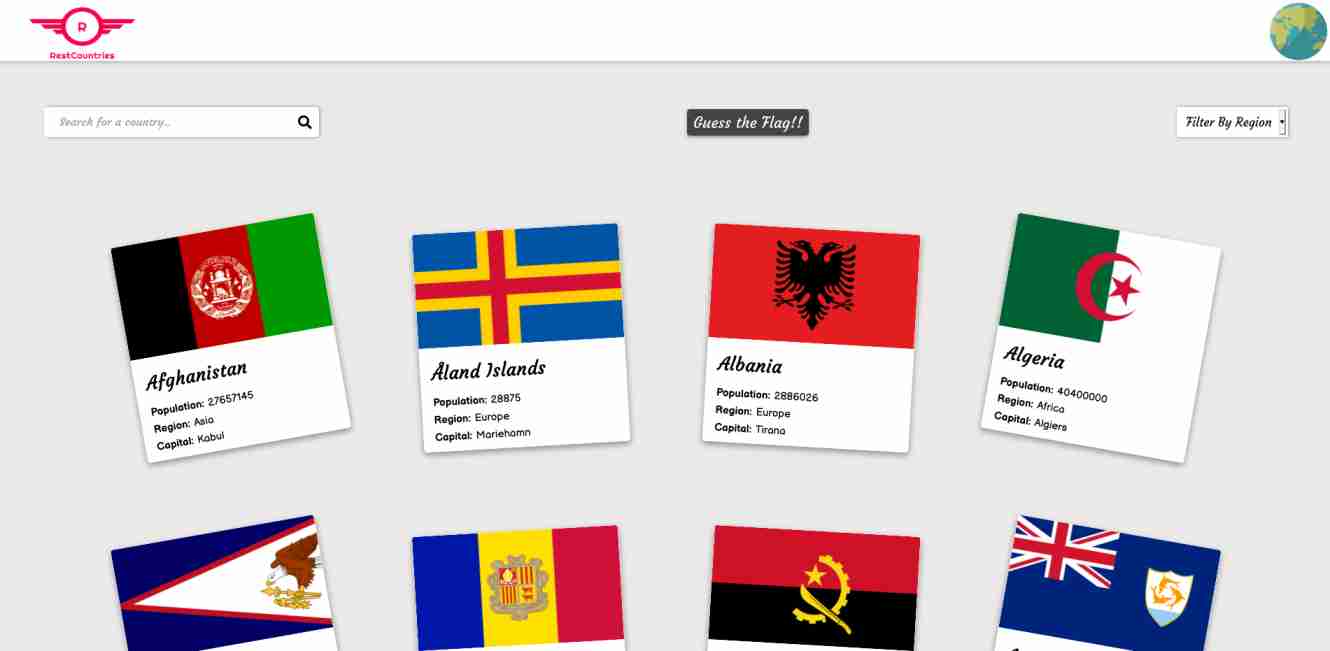 R
RestCountries
Search for a country...
Guess the Flag!!
Filter By Region
Afghanistan
Population: 27657145
Region: Asia
Capital: Kabul
Åland Islands
Population: 28875
Region: Europe
Capital: Mariehamn
Albania
Population: 2886026
Region: Europe
Capital: Tirana
Algeria
Population: 40400000
Region: Africa
Capital: Algiers